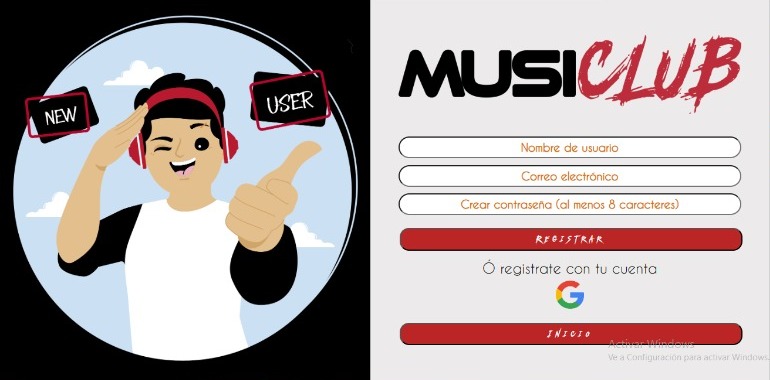 NEW
USER
MUSICLUB
Nombre de usuario
Correo electrónico
Crear contraseña (al menos 8 caracteres)
REGISTRAR
Ó registrate con tu cuenta
INICIO
Activar Windows
Ve a Configuración para activar Windows.